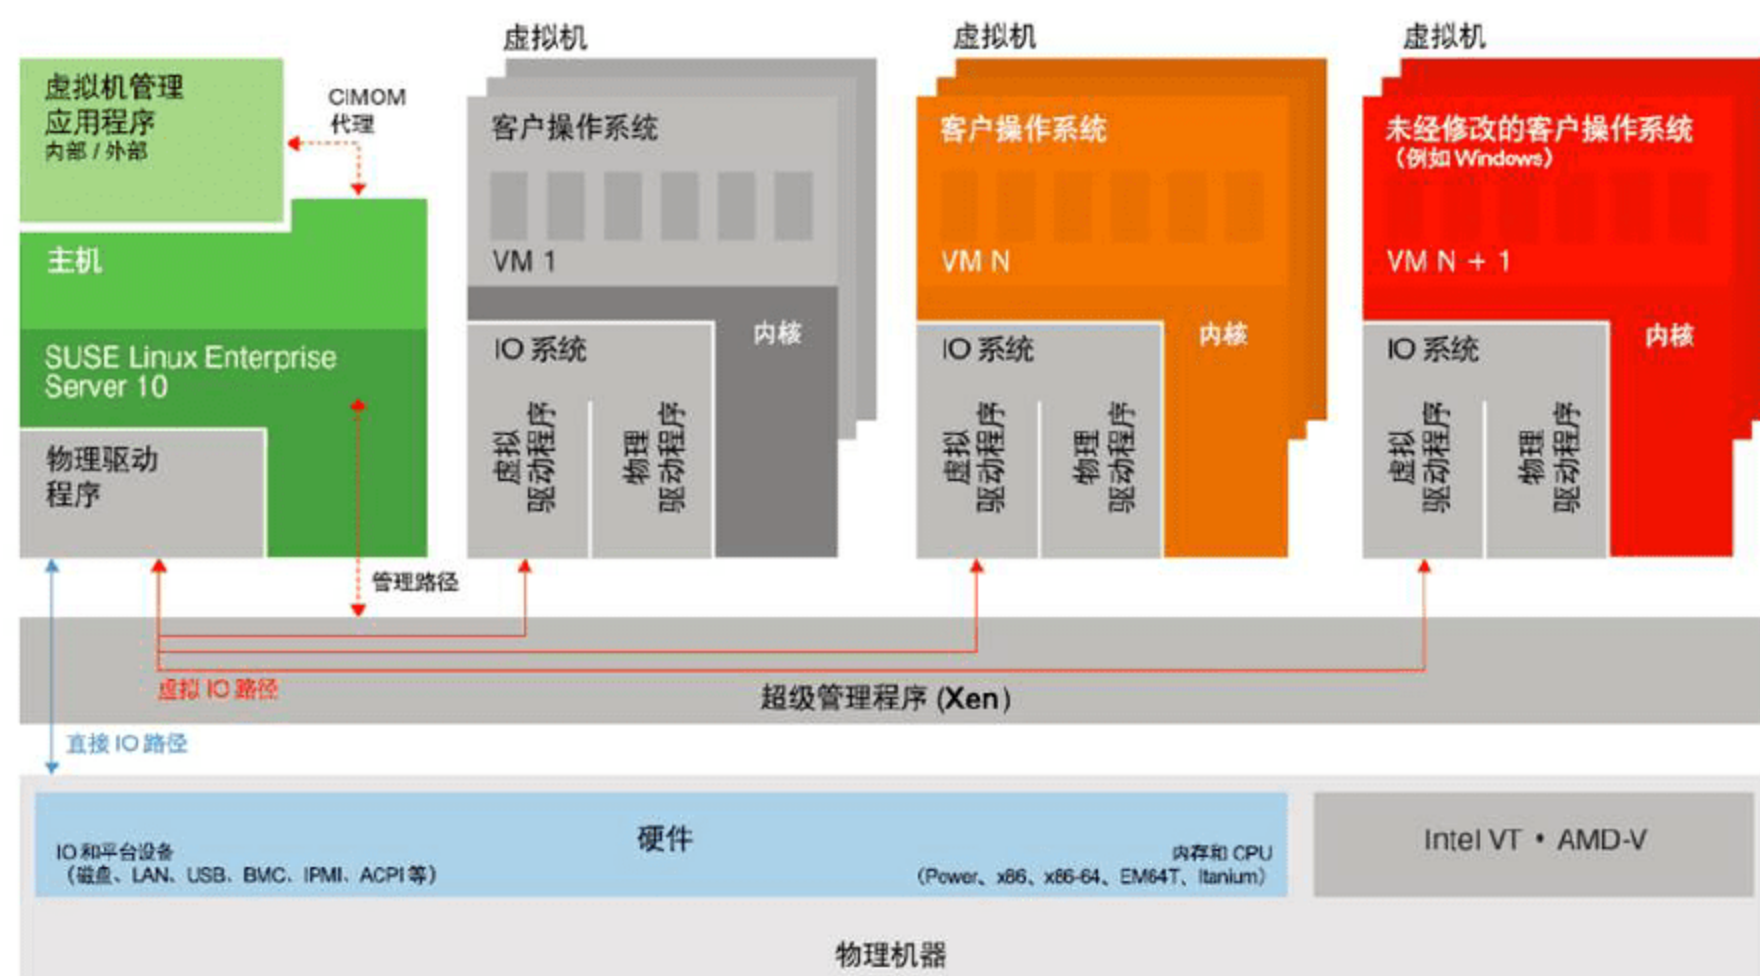 虚拟机
虚拟机
虚拟机
虚拟机管理
应用程序
内部 / 外部
CIMOM
代理
客户操作系统
VM 1
客户操作系统
VM N
未经修改的客户操作系统
（例如 Windows）
VM N + 1
主机
SUSE Linux Enterprise
Server 10
物理驱动
程序
IO 系统
内核
虚拟
驱动程序
物理
驱动程序
IO 系统
内核
虚拟
驱动程序
物理
驱动程序
IO 系统
内核
虚拟
驱动程序
物理
驱动程序
管理路径
虚拟 IO 路径
超级管理程序 (Xen)
直接 IO 路径
硬件
IO 和平台设备
（磁盘、LAN、USB、BMC、IPMI、ACPI 等）
内存和 CPU
（Power、x86、x86-64、EM64T、Itanium）
Intel VT • AMD-V
物理机器